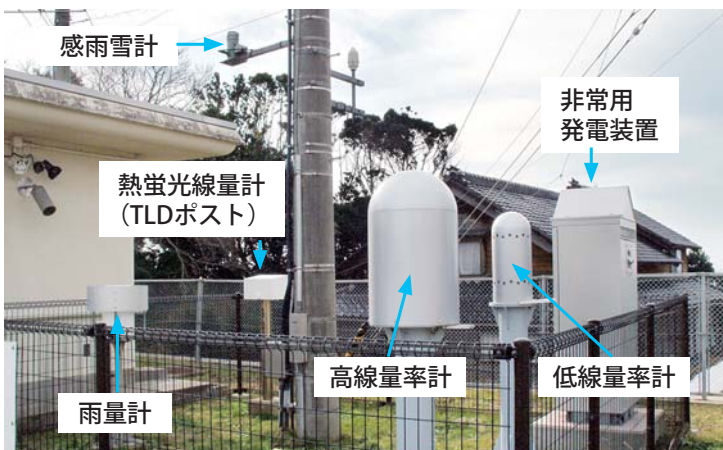 感雨雪計
非常用
発電装置
熱蛍光線量計
（TLDポスト）
高線量率計
低線量率計
雨量計